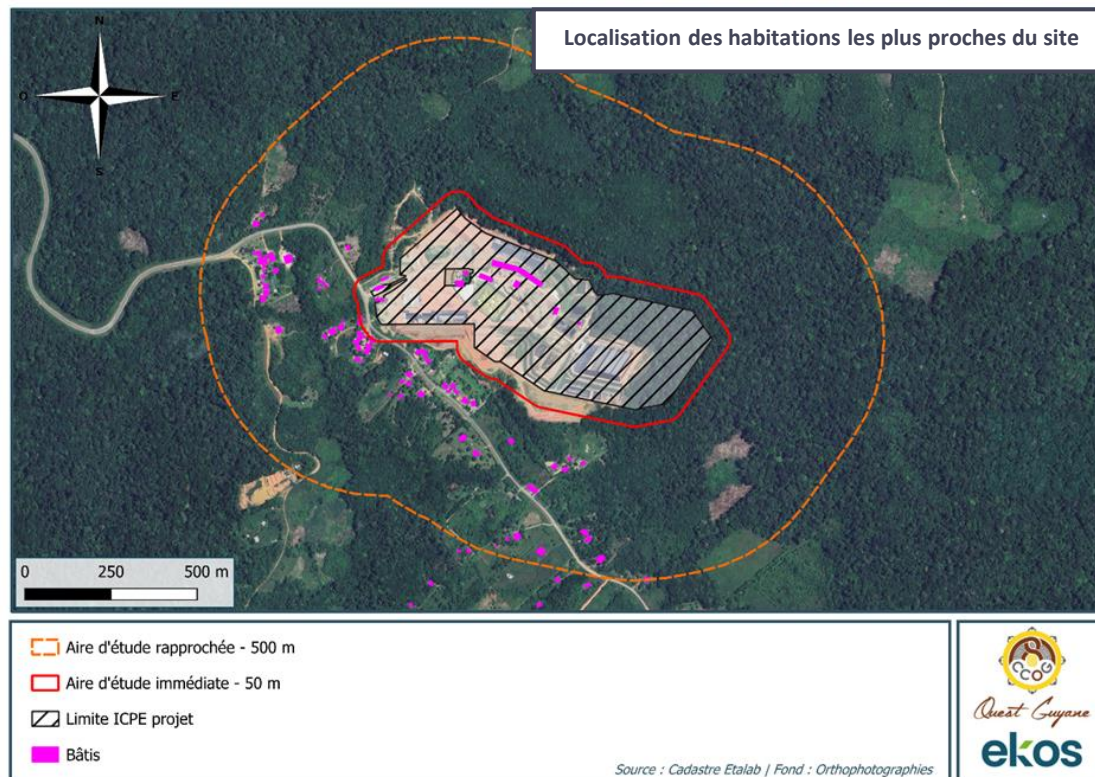 Localisation des habitations les plus proches du site
N
O
E
S
0 250 500 m
Aire d'étude rapprochée - 500 m
Aire d'étude immédiate - 50 m
Limite ICPE projet
Bâtis
Source : Cadastre Etalab | Fond : Orthophotographies
CCOG
Ouest Guyane
ekos